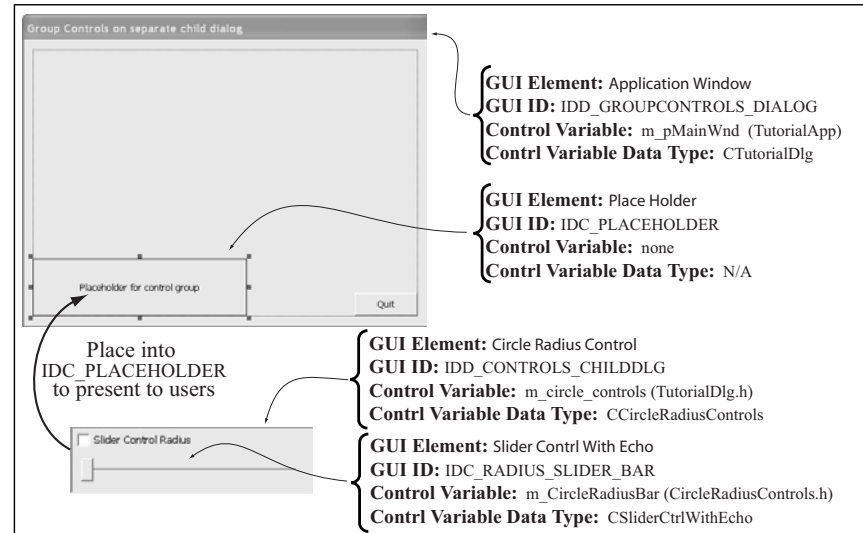 Group Controls on separate child dialog
GUI Element: Application Window
GUI ID: IDD_GROUPCONTROLS_DIALOG
Control Variable: m_pMainWnd (TutorialApp)
Contrl Variable Data Type: CTutorialDlg
GUI Element: Place Holder
GUI ID: IDC_PLACEHOLDER
Control Variable: none
Contrl Variable Data Type: N/A
Placeholder for control group
Quit
Place into
IDC_PLACEHOLDER
to present to users
GUI Element: Circle Radius Control
GUI ID: IDD_CONTROLS_CHILDDLG
Control Variable: m_circle_controls (TutorialDlg.h)
Contrl Variable Data Type: CCircleRadiusControls
Slider Control Radius
GUI Element: Slider Contrl With Echo
GUI ID: IDC_RADIUS_SLIDER_BAR
Control Variable: m_CircleRadiusBar (CircleRadiusControls.h)
Contrl Variable Data Type: CSliderCtrlWithEcho